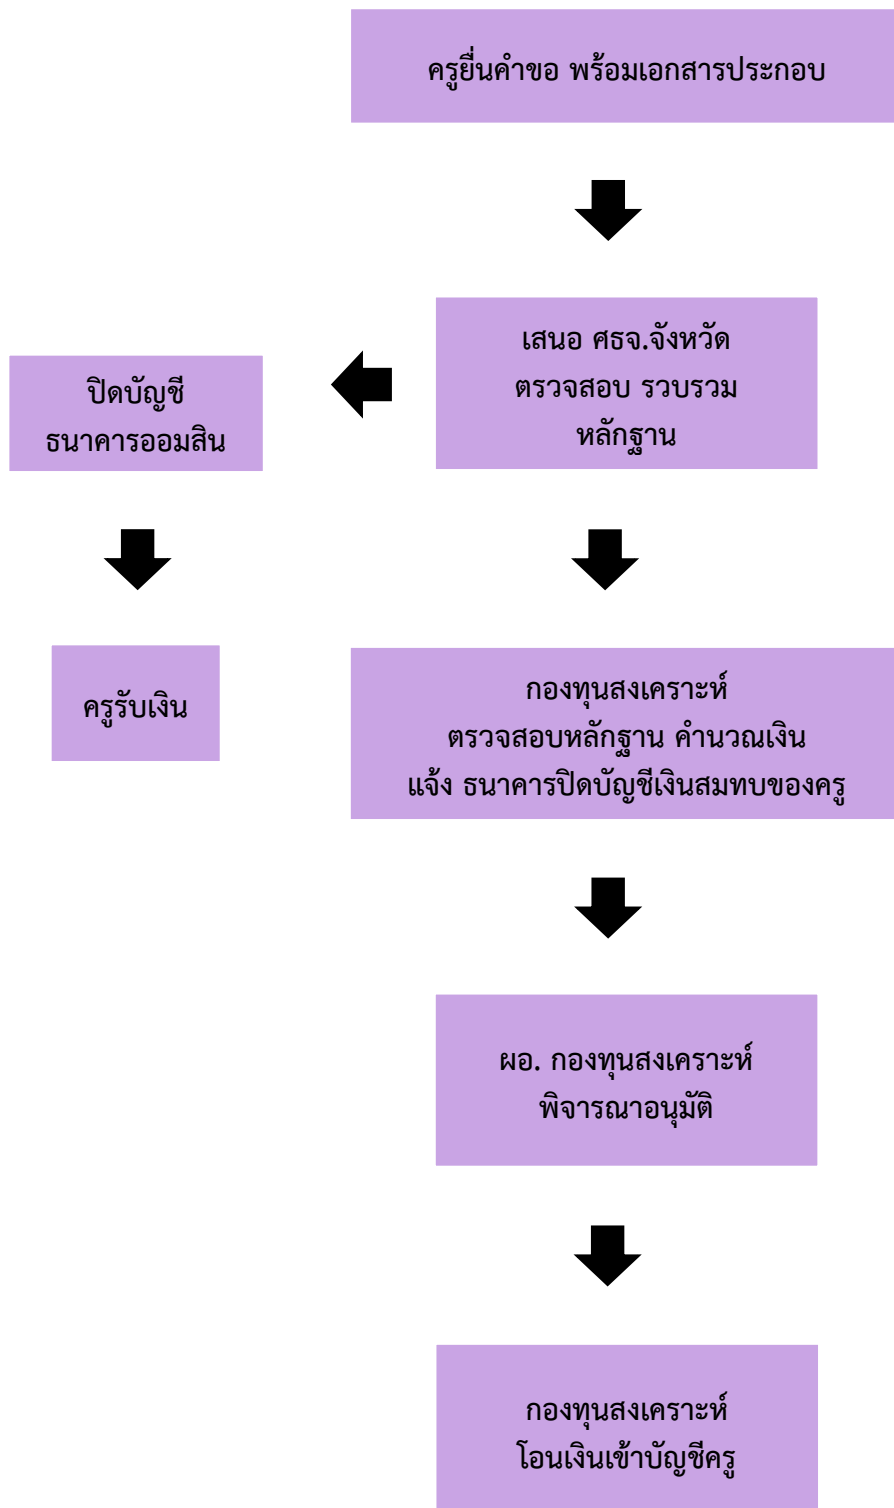 ครูยื่นคำขอ พร้อมเอกสารประกอบ
เสนอ ศธจ.จังหวัด
ตรวจสอบ รวบรวม
หลักฐาน
ปิดบัญชี
ธนาคารออมสิน
ครูรับเงิน
กองทุนสงเคราะห์
ตรวจสอบหลักฐาน คำนวณเงิน
แจ้ง ธนาคารปิดบัญชีเงินสมทบของครู
ผอ. กองทุนสงเคราะห์
พิจารณาอนุมัติ
กองทุนสงเคราะห์
โอนเงินเข้าบัญชีครู